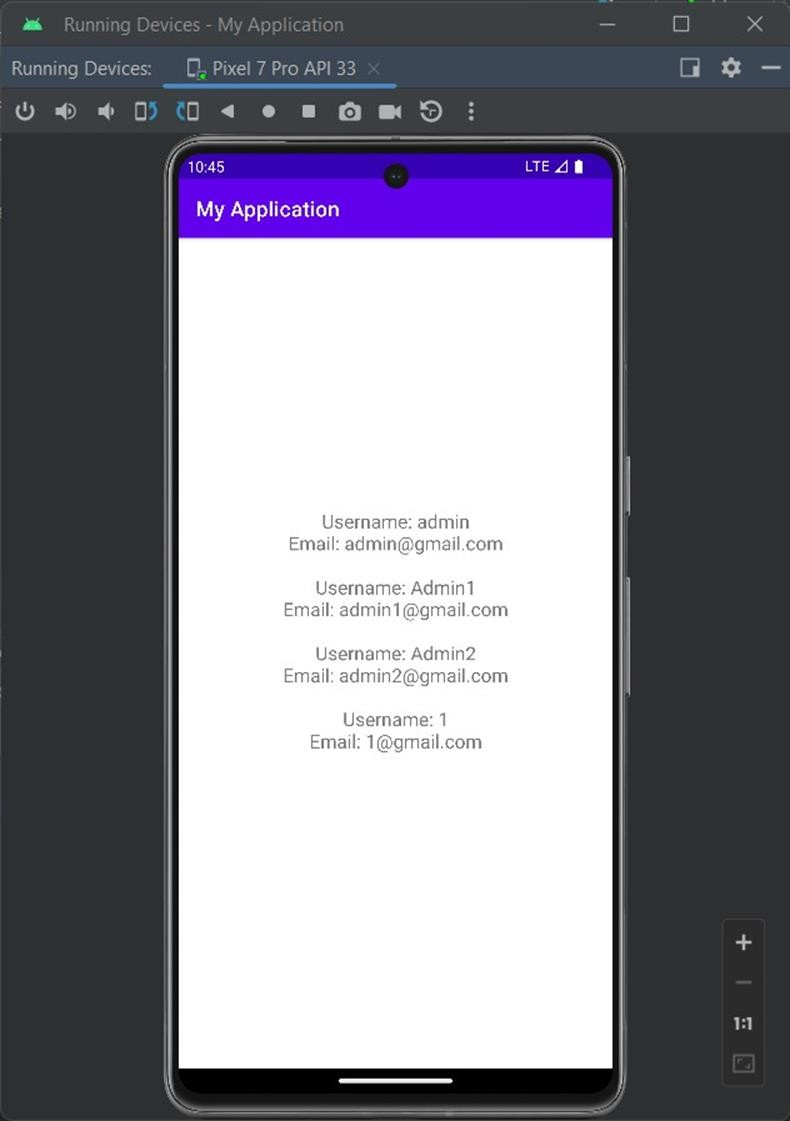 Running Devices - My Application
Running Devices: Pixel 7 Pro API 33
10:45 LTE
My Application
Username: admin
Email: admin@gmail.com
Username: Admin1
Email: admin1@gmail.com
Username: Admin2
Email: admin2@gmail.com
Username: 1
Email: 1@gmail.com
1:1